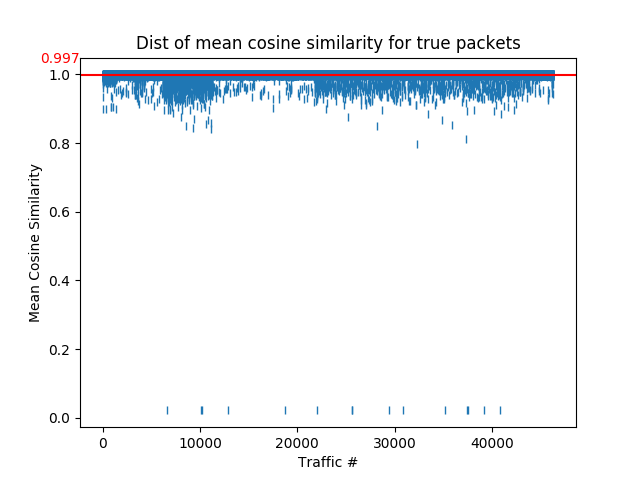 Dist of mean cosine similarity for true packets
0.997
1.0
0.8
0.6
0.4
0.2
0.0
Mean Cosine Similarity
0 10000 20000 30000 40000
Traffic #